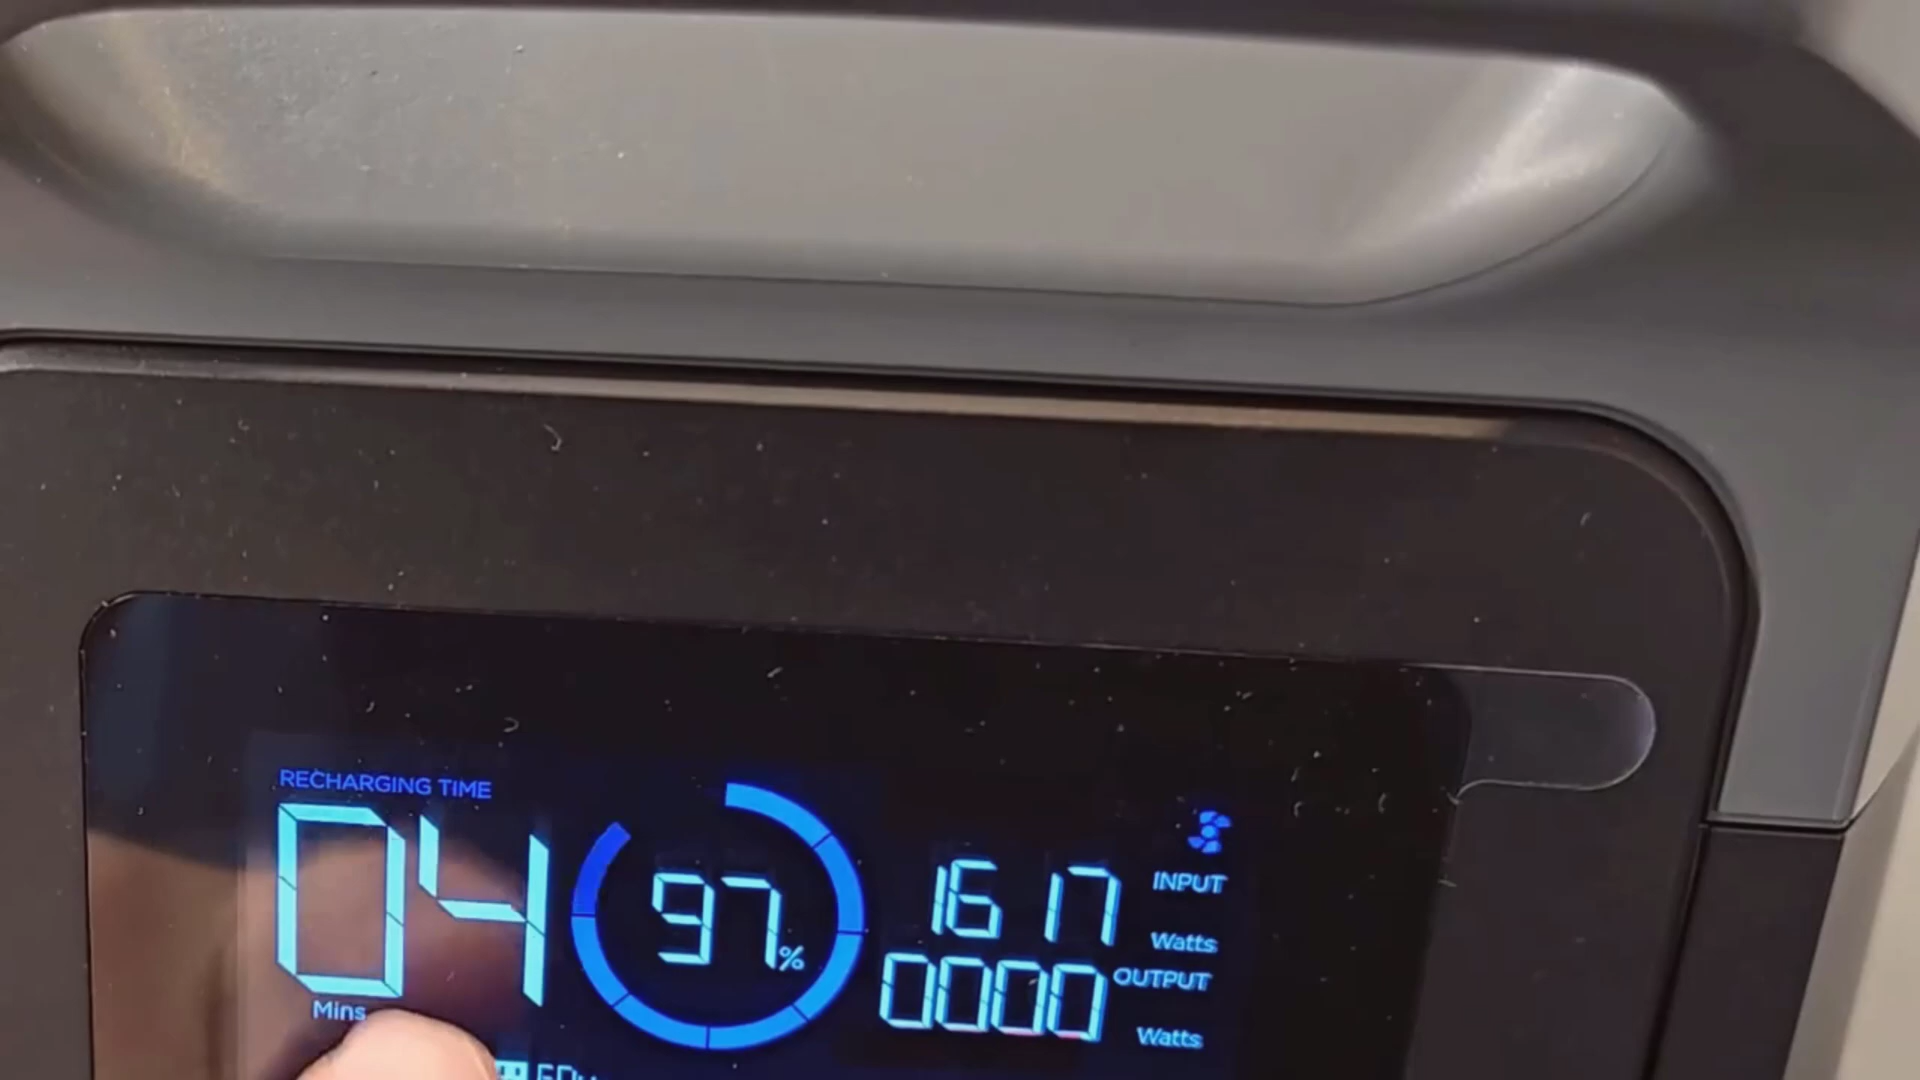 RECHARGING TIME
04
Mins
97%
1617
INPUT
Watts
0000
OUTPUT
Watts